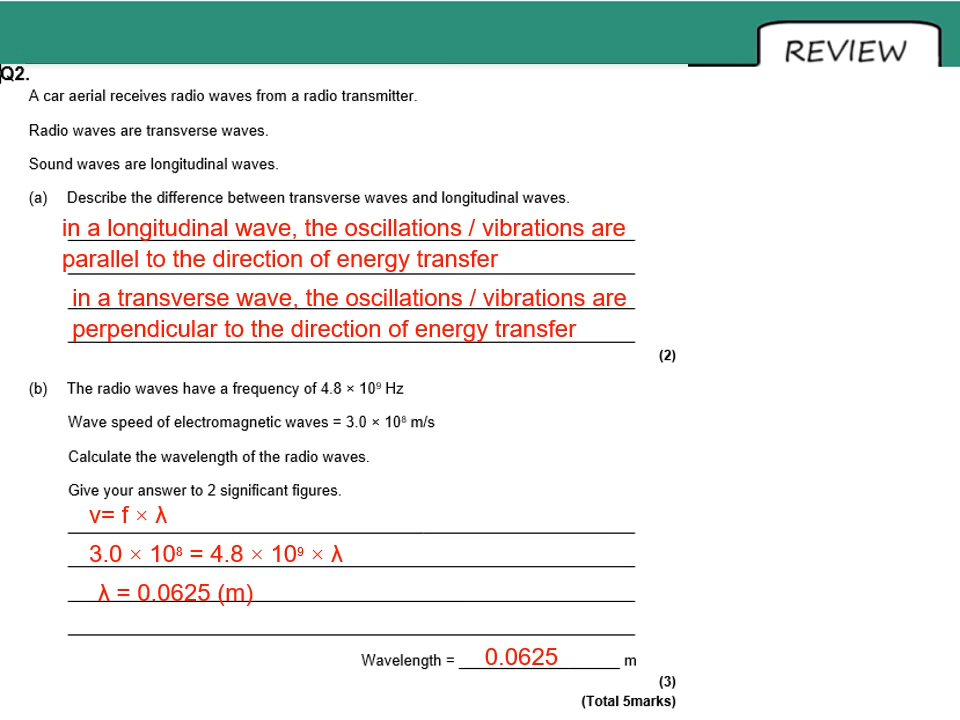 REVIEW
Q2.
A car aerial receives radio waves from a radio transmitter.
Radio waves are transverse waves.
Sound waves are longitudinal waves.
(a) Describe the difference between transverse waves and longitudinal waves.
in a longitudinal wave, the oscillations / vibrations are
parallel to the direction of energy transfer
in a transverse wave, the oscillations / vibrations are
perpendicular to the direction of energy transfer
(2)
(b) The radio waves have a frequency of 4.8 × 10⁹ Hz
Wave speed of electromagnetic waves = 3.0 × 10⁸ m/s
Calculate the wavelength of the radio waves.
Give your answer to 2 significant figures.
v= f × λ
3.0 × 10⁸ = 4.8 × 10⁹ × λ
λ = 0.0625 (m)
Wavelength = 0.0625 m
(3)
(Total 5marks)